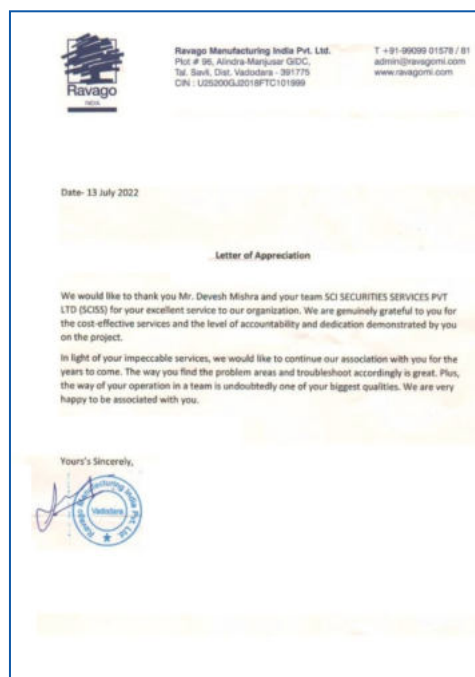 Ravago
INDIA
Ravago Manufacturing India Pvt. Ltd.
Plot # 96, Alindra-Manjusar GIDC,
Tal. Savli, Dist. Vadodara - 391775
CIN : U25200GJ2018FTC101999
T +91-99099 01578 / 81
admin@ravagomi.com
www.ravagomi.com
Date- 13 July 2022
Letter of Appreciation
We would like to thank you Mr. Devesh Mishra and your team SCI SECURITIES SERVICES PVT
LTD (SCISS) for your excellent service to our organization. We are genuinely grateful to you for
the cost-effective services and the level of accountability and dedication demonstrated by you
on the project.
In light of your impeccable services, we would like to continue our association with you for the
years to come. The way you find the problem areas and troubleshoot accordingly is great. Plus,
the way of your operation in a team is undoubtedly one of your biggest qualities. We are very
happy to be associated with you.
Yours's Sincerely,
Ravago Manufacturing India Pvt. Ltd.
Vadodara